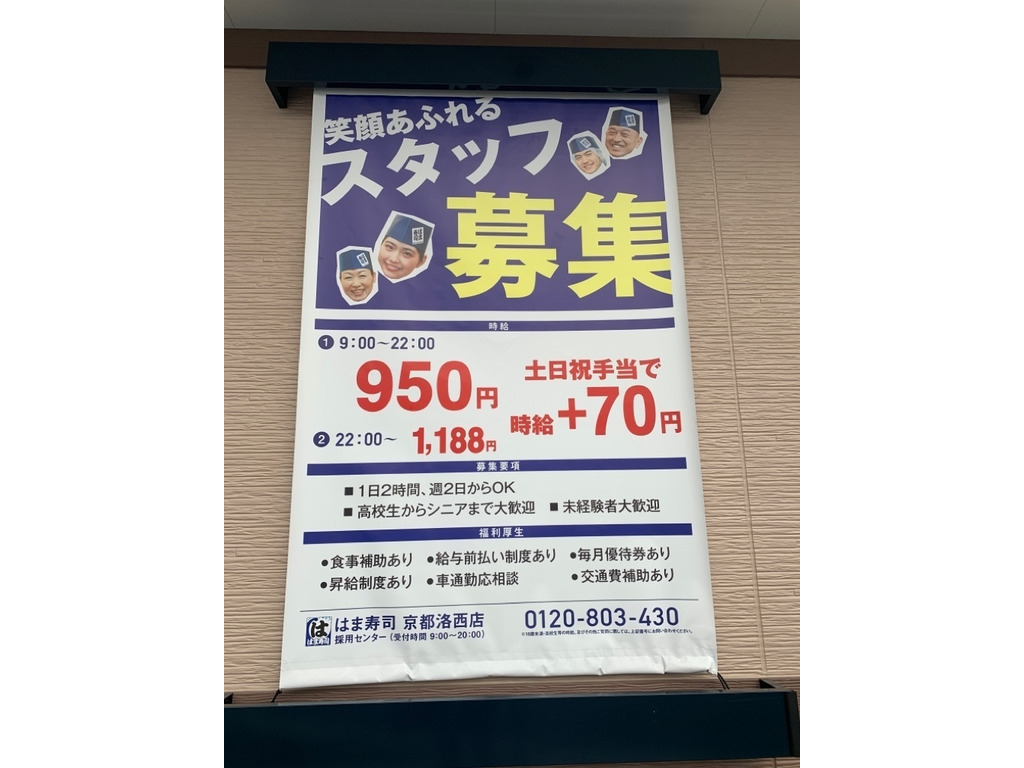 笑顔あふれる
スタッフ
募集
時給
① 9:00～22:00
950円
土日祝手当で
時給+70円
② 22:00～ 1,188円
募集要項
■ 1日2時間、週2日からOK
■ 高校生からシニアまで大歓迎 ■ 未経験者大歓迎
福利厚生
●食事補助あり ●給与前払い制度あり ●毎月優待券あり
●昇給制度あり ●車通勤応相談 ●交通費補助あり
は はま寿司
はま寿司 京都洛西店
採用センター (受付時間 9:00～20:00)
0120-803-430